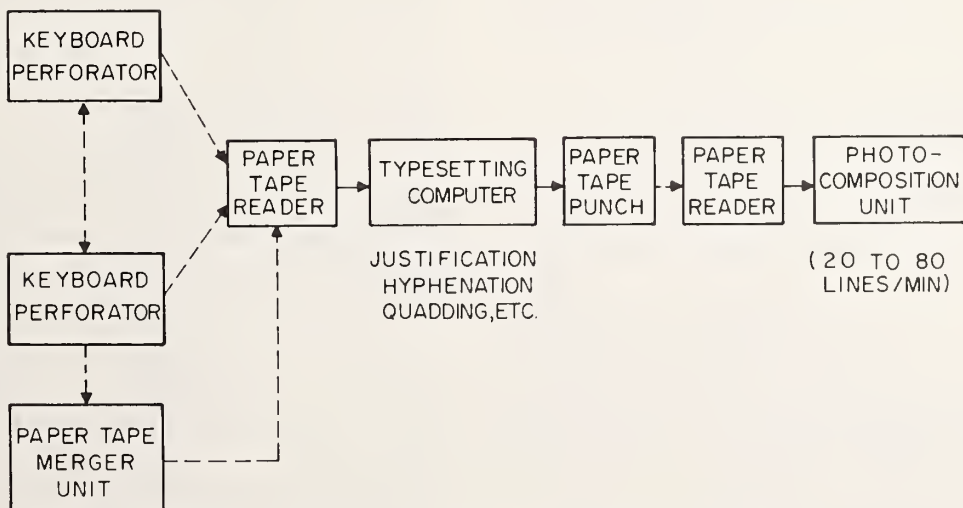 KEYBOARD
PERFORATOR
KEYBOARD
PERFORATOR
PAPER TAPE
MERGER
UNIT
PAPER
TAPE
READER
TYPESETTING
COMPUTER
JUSTIFICATION
HYPHENATION
QUADDING, ETC.
PAPER
TAPE
PUNCH
PAPER
TAPE
READER
PHOTO-
COMPOSITION
UNIT
(20 TO 80
LINES/MIN)